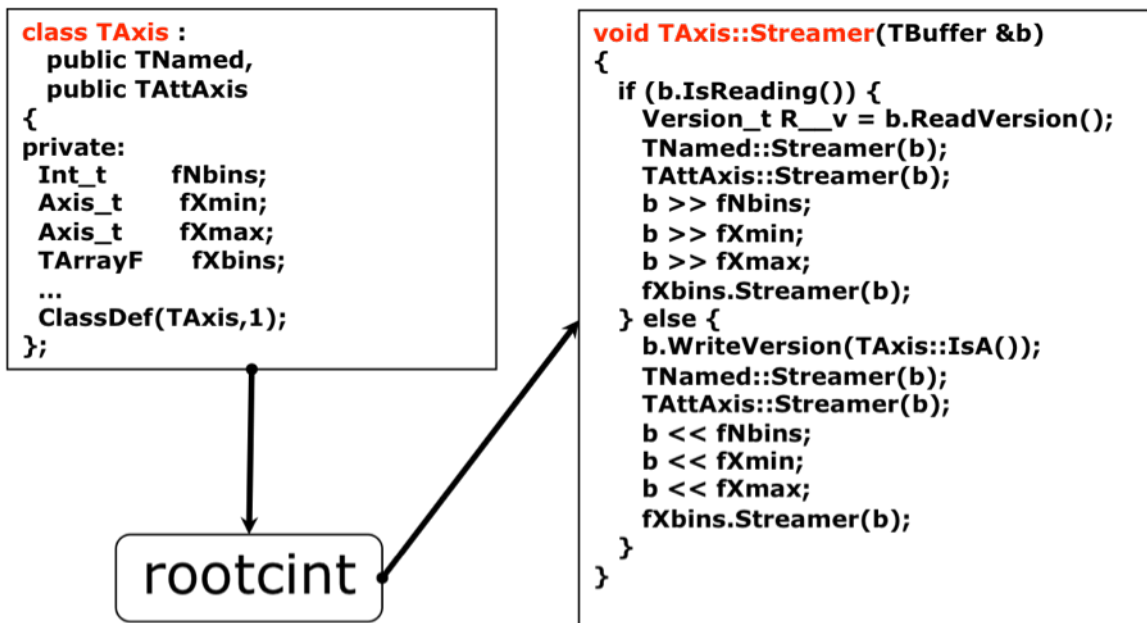 class TAxis :
public TNamed,
public TAttAxis
{
private:
Int_t fNbins;
Axis_t fXmin;
Axis_t fXmax;
TArrayF fXbins;
...
ClassDef(TAxis,1);
};
rootcint
void TAxis::Streamer(TBuffer &b)
{
if (b.IsReading()) {
Version_t R__v = b.ReadVersion();
TNamed::Streamer(b);
TAttAxis::Streamer(b);
b >> fNbins;
b >> fXmin;
b >> fXmax;
fXbins.Streamer(b);
} else {
b.WriteVersion(TAxis::IsA());
TNamed::Streamer(b);
TAttAxis::Streamer(b);
b << fNbins;
b << fXmin;
b << fXmax;
fXbins.Streamer(b);
}
}